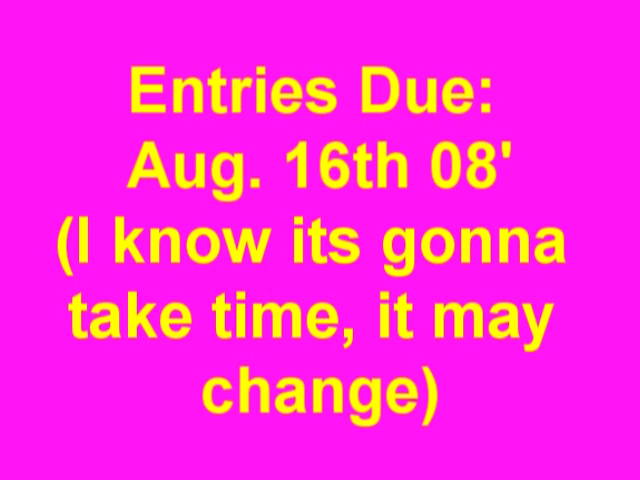 Entries Due:
Aug. 16th 08'
(I know its gonna
take time, it may
change)